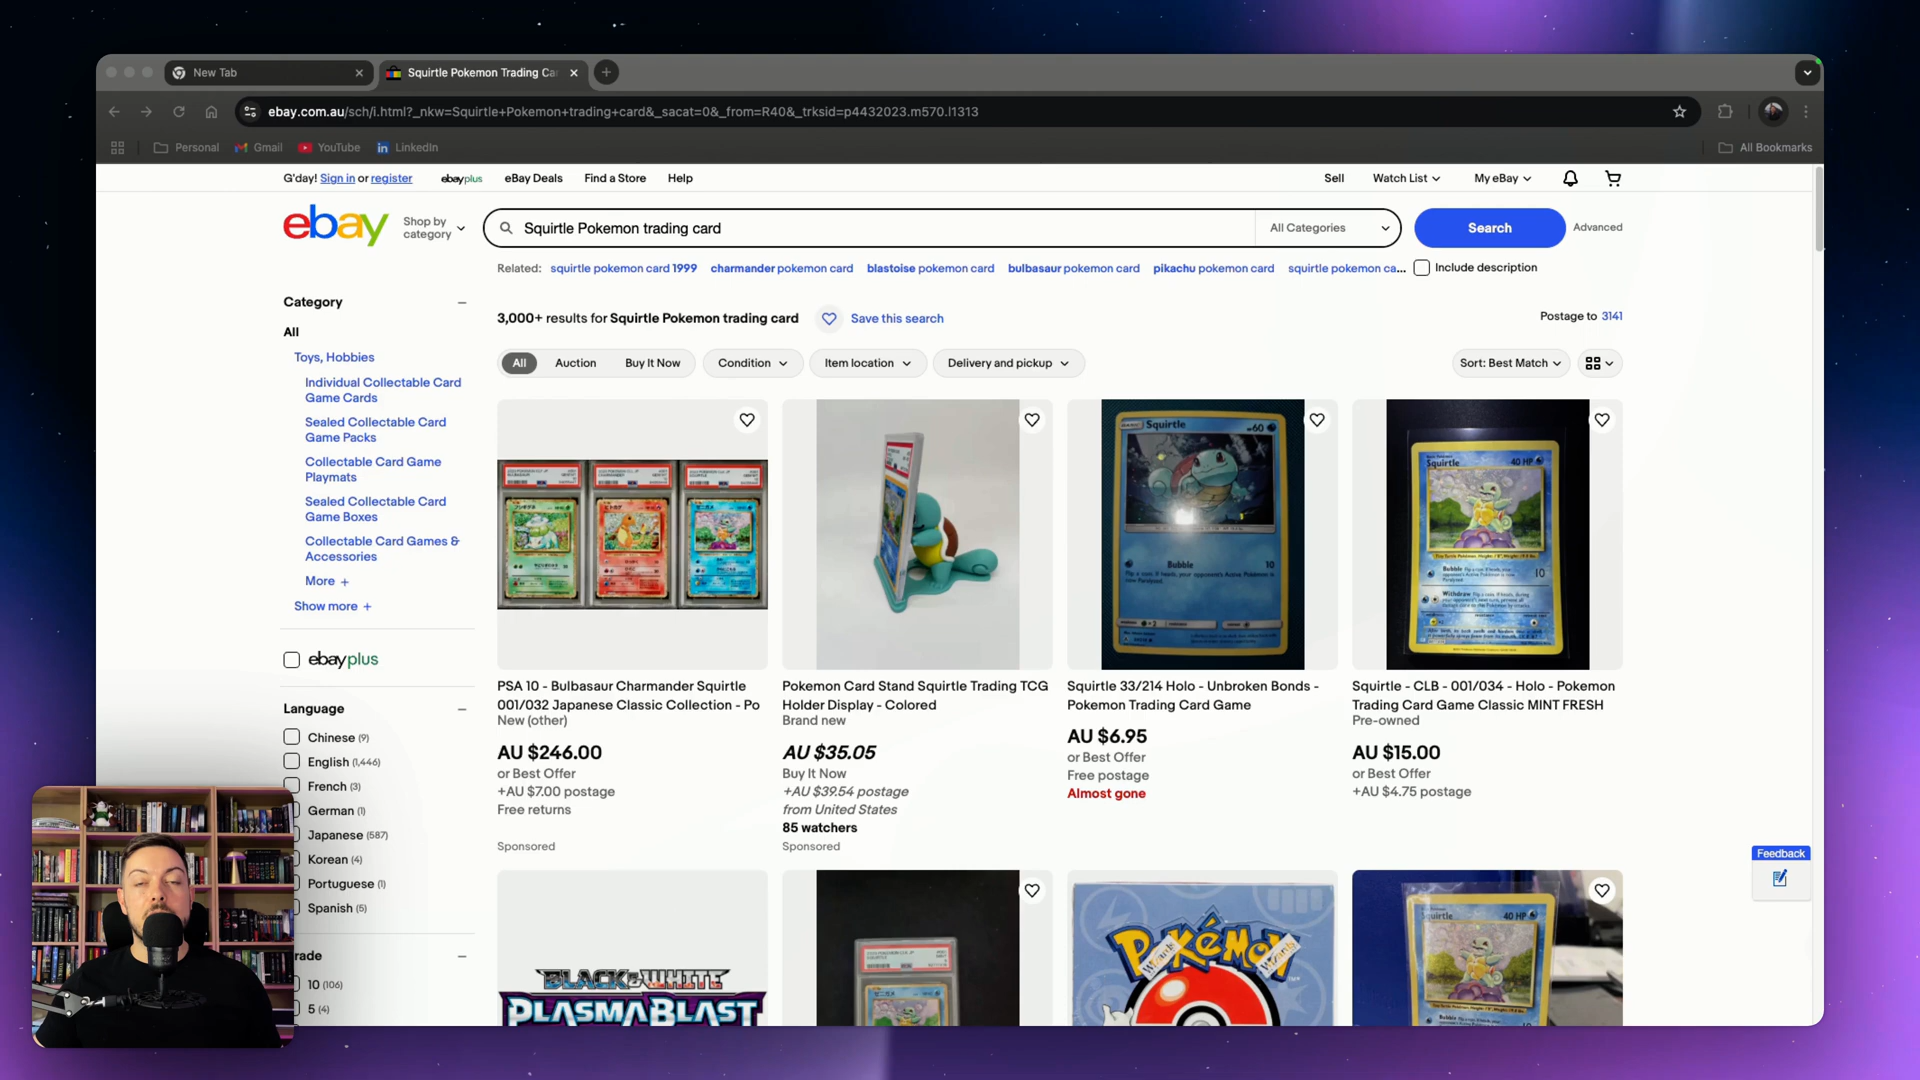 New Tab
Squirtle Pokemon Trading Ca
ebay.com.au/sch/i.html?_nkw=Squirtle+Pokemon+trading+card&_sacat=0&_from=R40&_trksid=p4432023.m570.l1313
Personal
Gmail
YouTube
LinkedIn
All Bookmarks
G'day! Sign in or register
ebayplus
eBay Deals
Find a Store
Help
Sell
Watch List
My eBay
ebay
Shop by
category
Squirtle Pokemon trading card
All Categories
Search
Advanced
Related:
squirtle pokemon card 1999
charmander pokemon card
blastoise pokemon card
bulbasaur pokemon card
pikachu pokemon card
squirtle pokemon ca...
Include description
3,000+ results for Squirtle Pokemon trading card
Save this search
Postage to 3141
All
Auction
Buy It Now
Condition
Item location
Delivery and pickup
Sort: Best Match
Category
All
Toys, Hobbies
Individual Collectable Card
Game Cards
Sealed Collectable Card
Game Packs
Collectable Card Game
Playmats
Sealed Collectable Card
Game Boxes
Collectable Card Games &
Accessories
More +
Show more +
ebayplus
Language
Chinese (9)
English (1,446)
French (3)
German (1)
Japanese (587)
Korean (4)
Portuguese (1)
Spanish (5)
rade
10 (106)
5 (4)
PSA 10 - Bulbasaur Charmander Squirtle
001/032 Japanese Classic Collection - Po
New (other)
AU $246.00
or Best Offer
+AU $7.00 postage
Free returns
Sponsored
Pokemon Card Stand Squirtle Trading TCG
Holder Display - Colored
Brand new
AU $35.05
Buy It Now
+AU $39.54 postage
from United States
85 watchers
Sponsored
Squirtle
60
Bubble 10
Squirtle 33/214 Holo - Unbroken Bonds -
Pokemon Trading Card Game
AU $6.95
or Best Offer
Free postage
Almost gone
Squirtle 40 HP
Bubble
10
Withdraw
Squirtle - CLB - 001/034 - Holo - Pokemon
Trading Card Game Classic MINT FRESH
Pre-owned
AU $15.00
or Best Offer
+AU $4.75 postage
BLACK & WHITE
PLASMA BLAST
Pokémon
Wizards
Wizards
Squirtle 40 HP
Bubble
Feedback